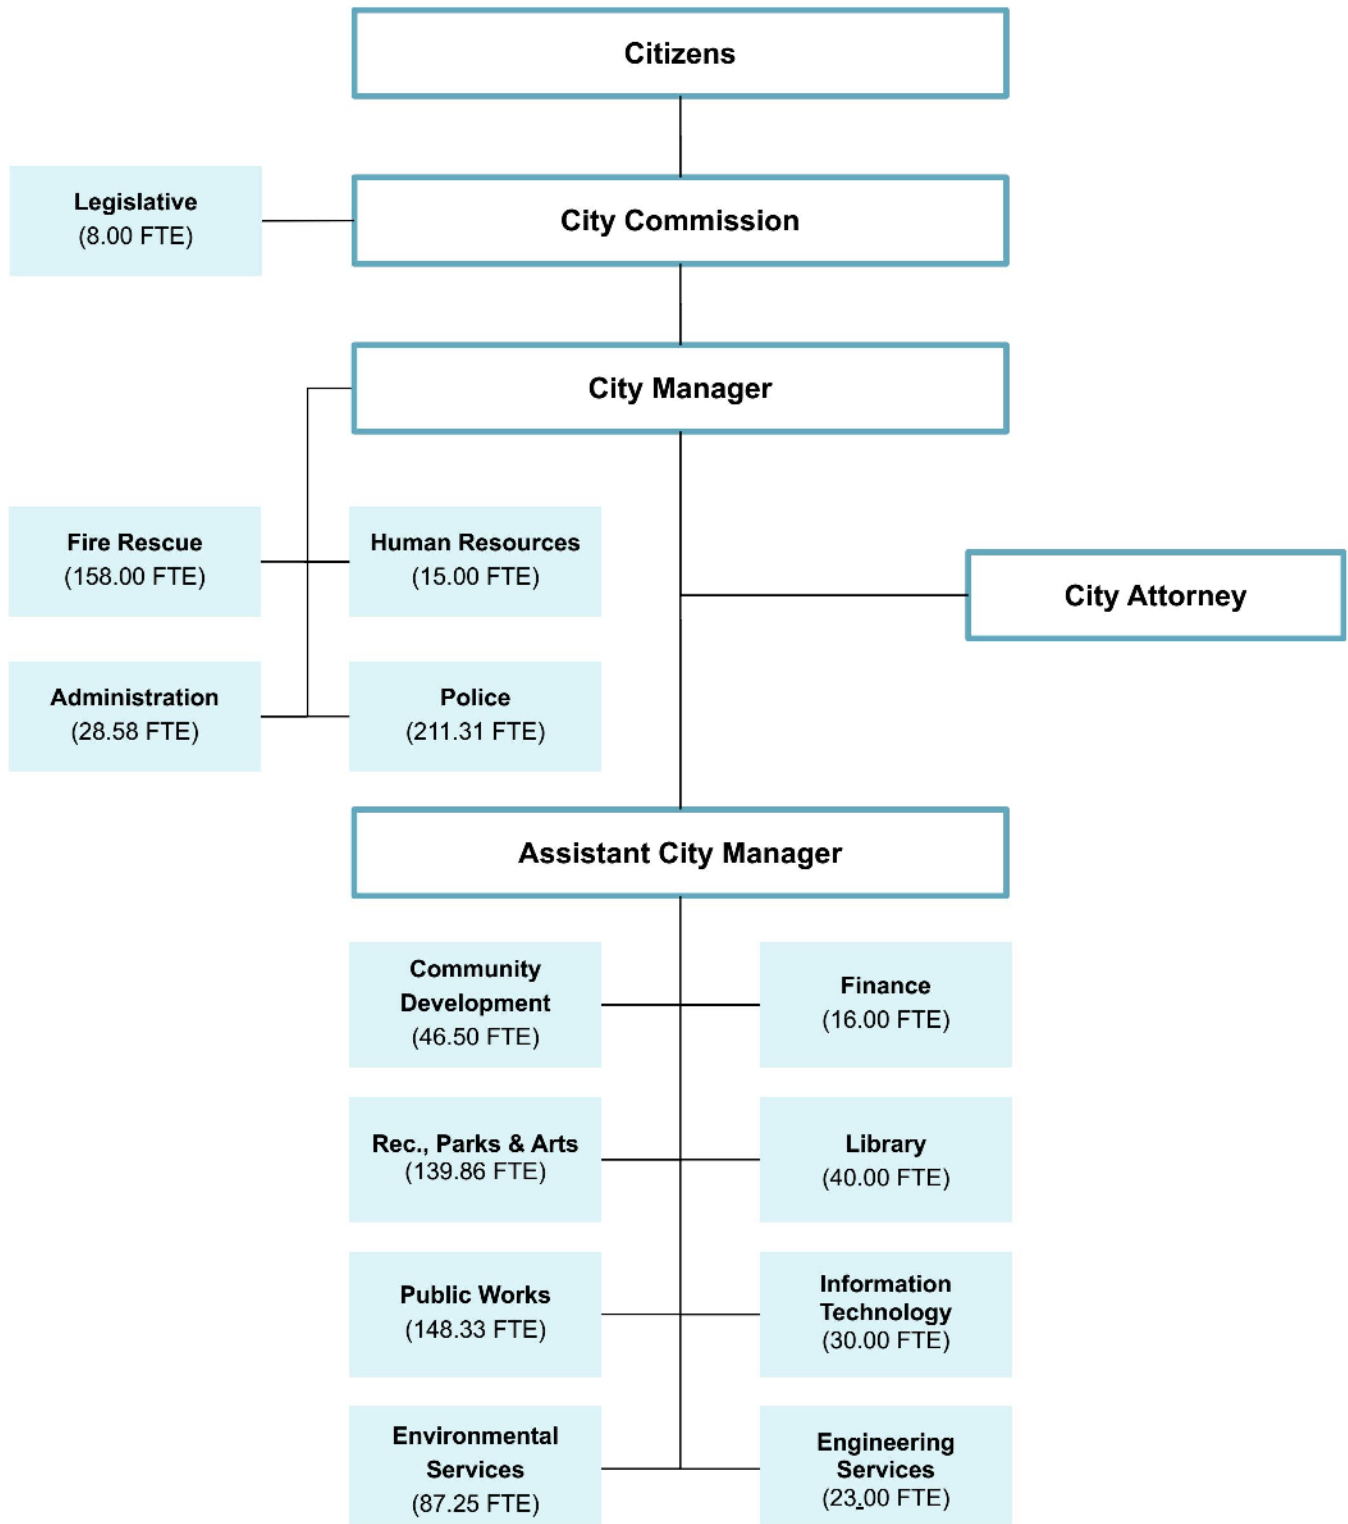 Citizens
Legislative
(8.00 FTE)
City Commission
City Manager
Fire Rescue
(158.00 FTE)
Human Resources
(15.00 FTE)
City Attorney
Administration
(28.58 FTE)
Police
(211.31 FTE)
Assistant City Manager
Community
Development
(46.50 FTE)
Finance
(16.00 FTE)
Rec., Parks & Arts
(139.86 FTE)
Library
(40.00 FTE)
Public Works
(148.33 FTE)
Information
Technology
(30.00 FTE)
Environmental
Services
(87.25 FTE)
Engineering
Services
(23.00 FTE)